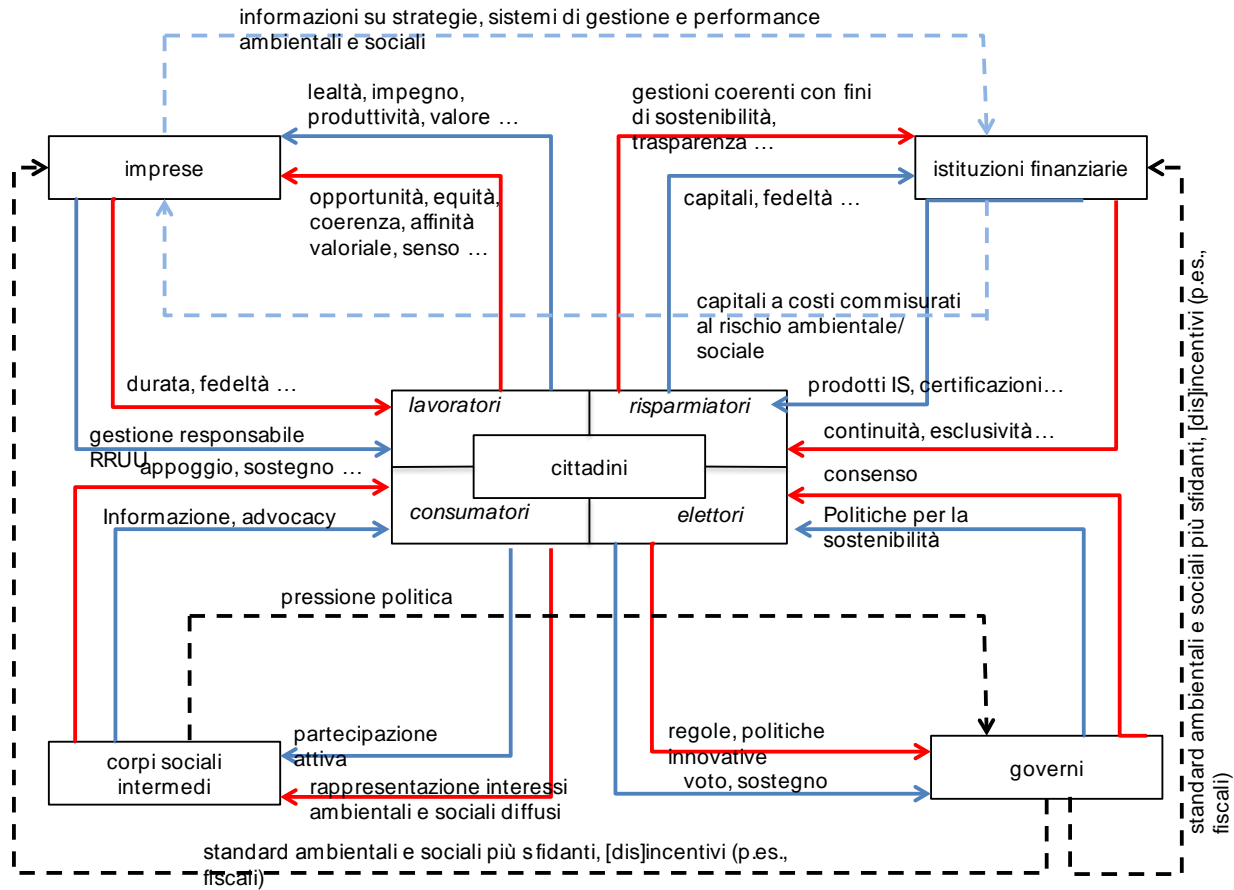 informazioni su strategie, sistemi di gestione e performance
ambientali e sociali
lealtà, impegno,
produttività, valore …
gestioni coerenti con fini
di sostenibilità,
trasparenza …
imprese
istituzioni finanziarie
opportunità, equità,
coerenza, affinità
valoriale, senso …
capitali, fedeltà …
capitali a costi commisurati
al rischio ambientale/
sociale
durata, fedeltà …
lavoratori
risparmiatori
prodotti IS, certificazioni…
gestione responsabile
RRUU
continuità, esclusività…
cittadini
appoggio, sostegno …
consenso
consumatori
elettori
Informazione, advocacy
Politiche per la
sostenibilità
pressione politica
partecipazione
attiva
regole, politiche
innovative
voto, sostegno
corpi sociali
intermedi
governi
rappresentazione interessi
ambientali e sociali diffusi
standard ambientali e sociali più sfidanti, [dis]incentivi (p.es.,
fiscali)
standard ambientali e sociali più sfidanti, [dis]incentivi (p.es.,
fiscali)